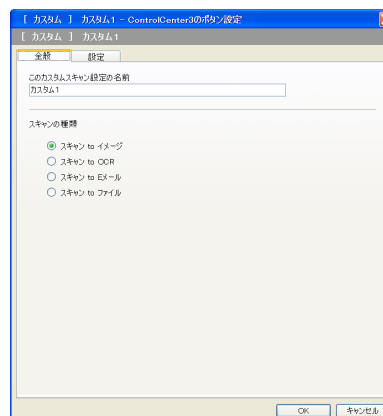 [ カスタム ] カスタム1 - ControlCenter3のボタン設定
[ カスタム ] カスタム1
全般 設定
このカスタムスキャン設定の名前
カスタム1
スキャンの種類
スキャン to イメージ
スキャン to OCR
スキャン to Eメール
スキャン to ファイル
OK キャンセル